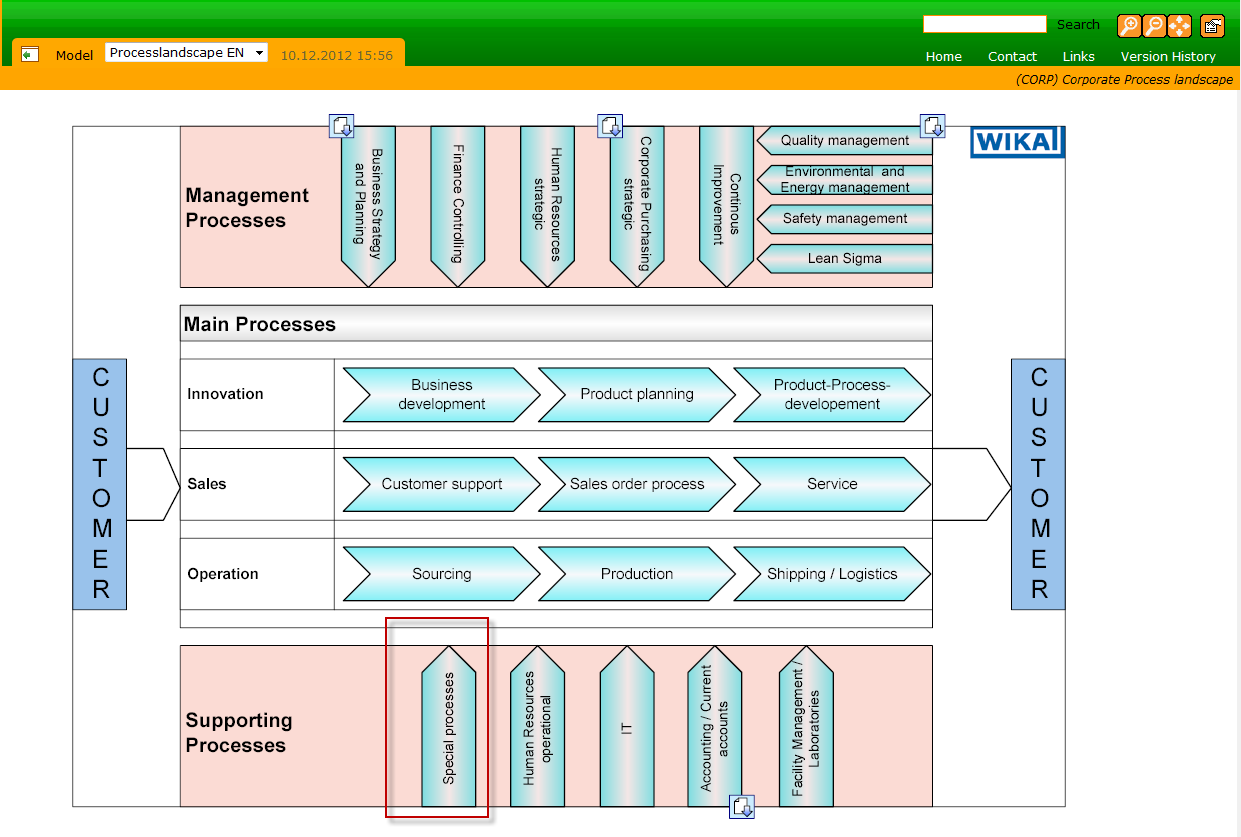 Search
Model
Processlandscape EN
10.12.2012 15:56
Home
Contact
Links
Version History
(CORP) Corporate Process landscape
WIKAI
Management
Processes
Business Strategy
and Planning
Finance Controlling
Human Resources
strategic
Corporate Purchasing
strategic
Continous
Improvement
Quality management
Environmental and
Energy management
Safety management
Lean Sigma
Main Processes
CUSTOMER
Innovation
Business
development
Product planning
Product-Process-
developement
Sales
Customer support
Sales order process
Service
Operation
Sourcing
Production
Shipping / Logistics
CUSTOMER
Supporting
Processes
Special processes
Human Resources
operational
IT
Accounting / Current
accounts
Facility Management /
Laboratories